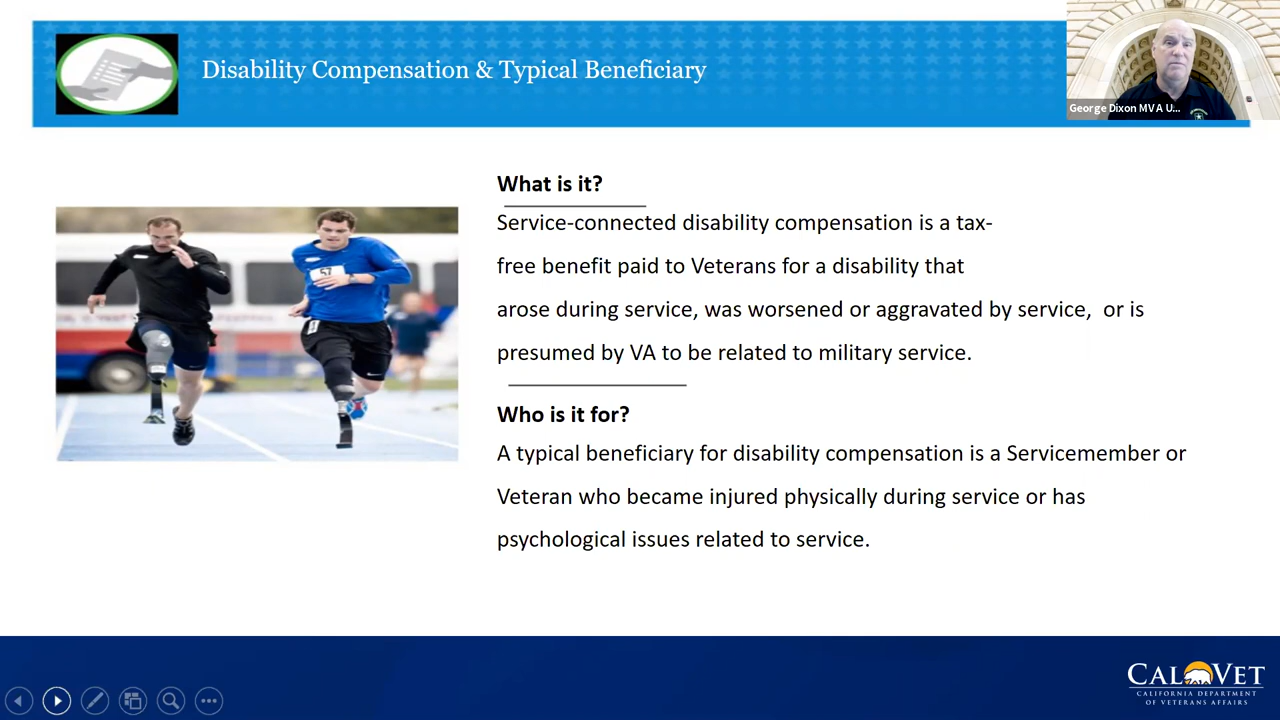 Disability Compensation & Typical Beneficiary
George Dixon MVA U...
What is it?
Service-connected disability compensation is a tax-
free benefit paid to Veterans for a disability that
arose during service, was worsened or aggravated by service,  or is
presumed by VA to be related to military service.
Who is it for?
A typical beneficiary for disability compensation is a Servicemember or
Veteran who became injured physically during service or has
psychological issues related to service.
57
CALVET
CALIFORNIA DEPARTMENT
OF VETERANS AFFAIRS